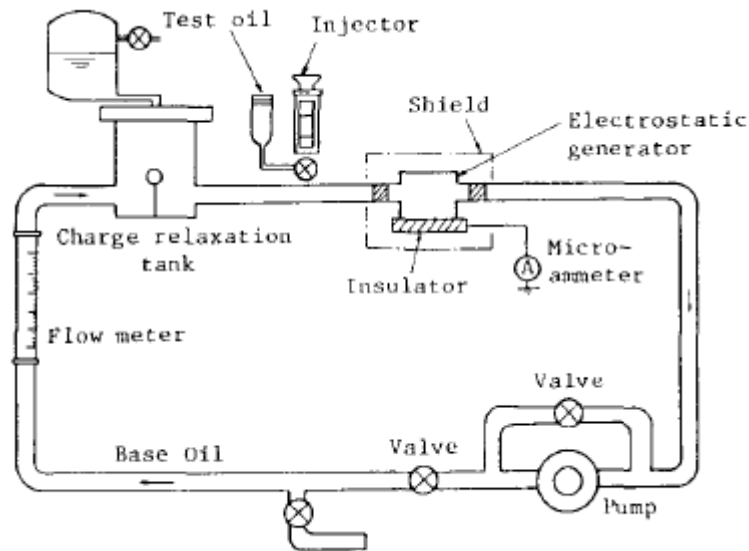 Test oil
Injector
Shield
Electrostatic
generator
Charge relaxation
tank
A
Micro-
ammeter
Insulator
Flow meter
Valve
Base Oil
Valve
Pump